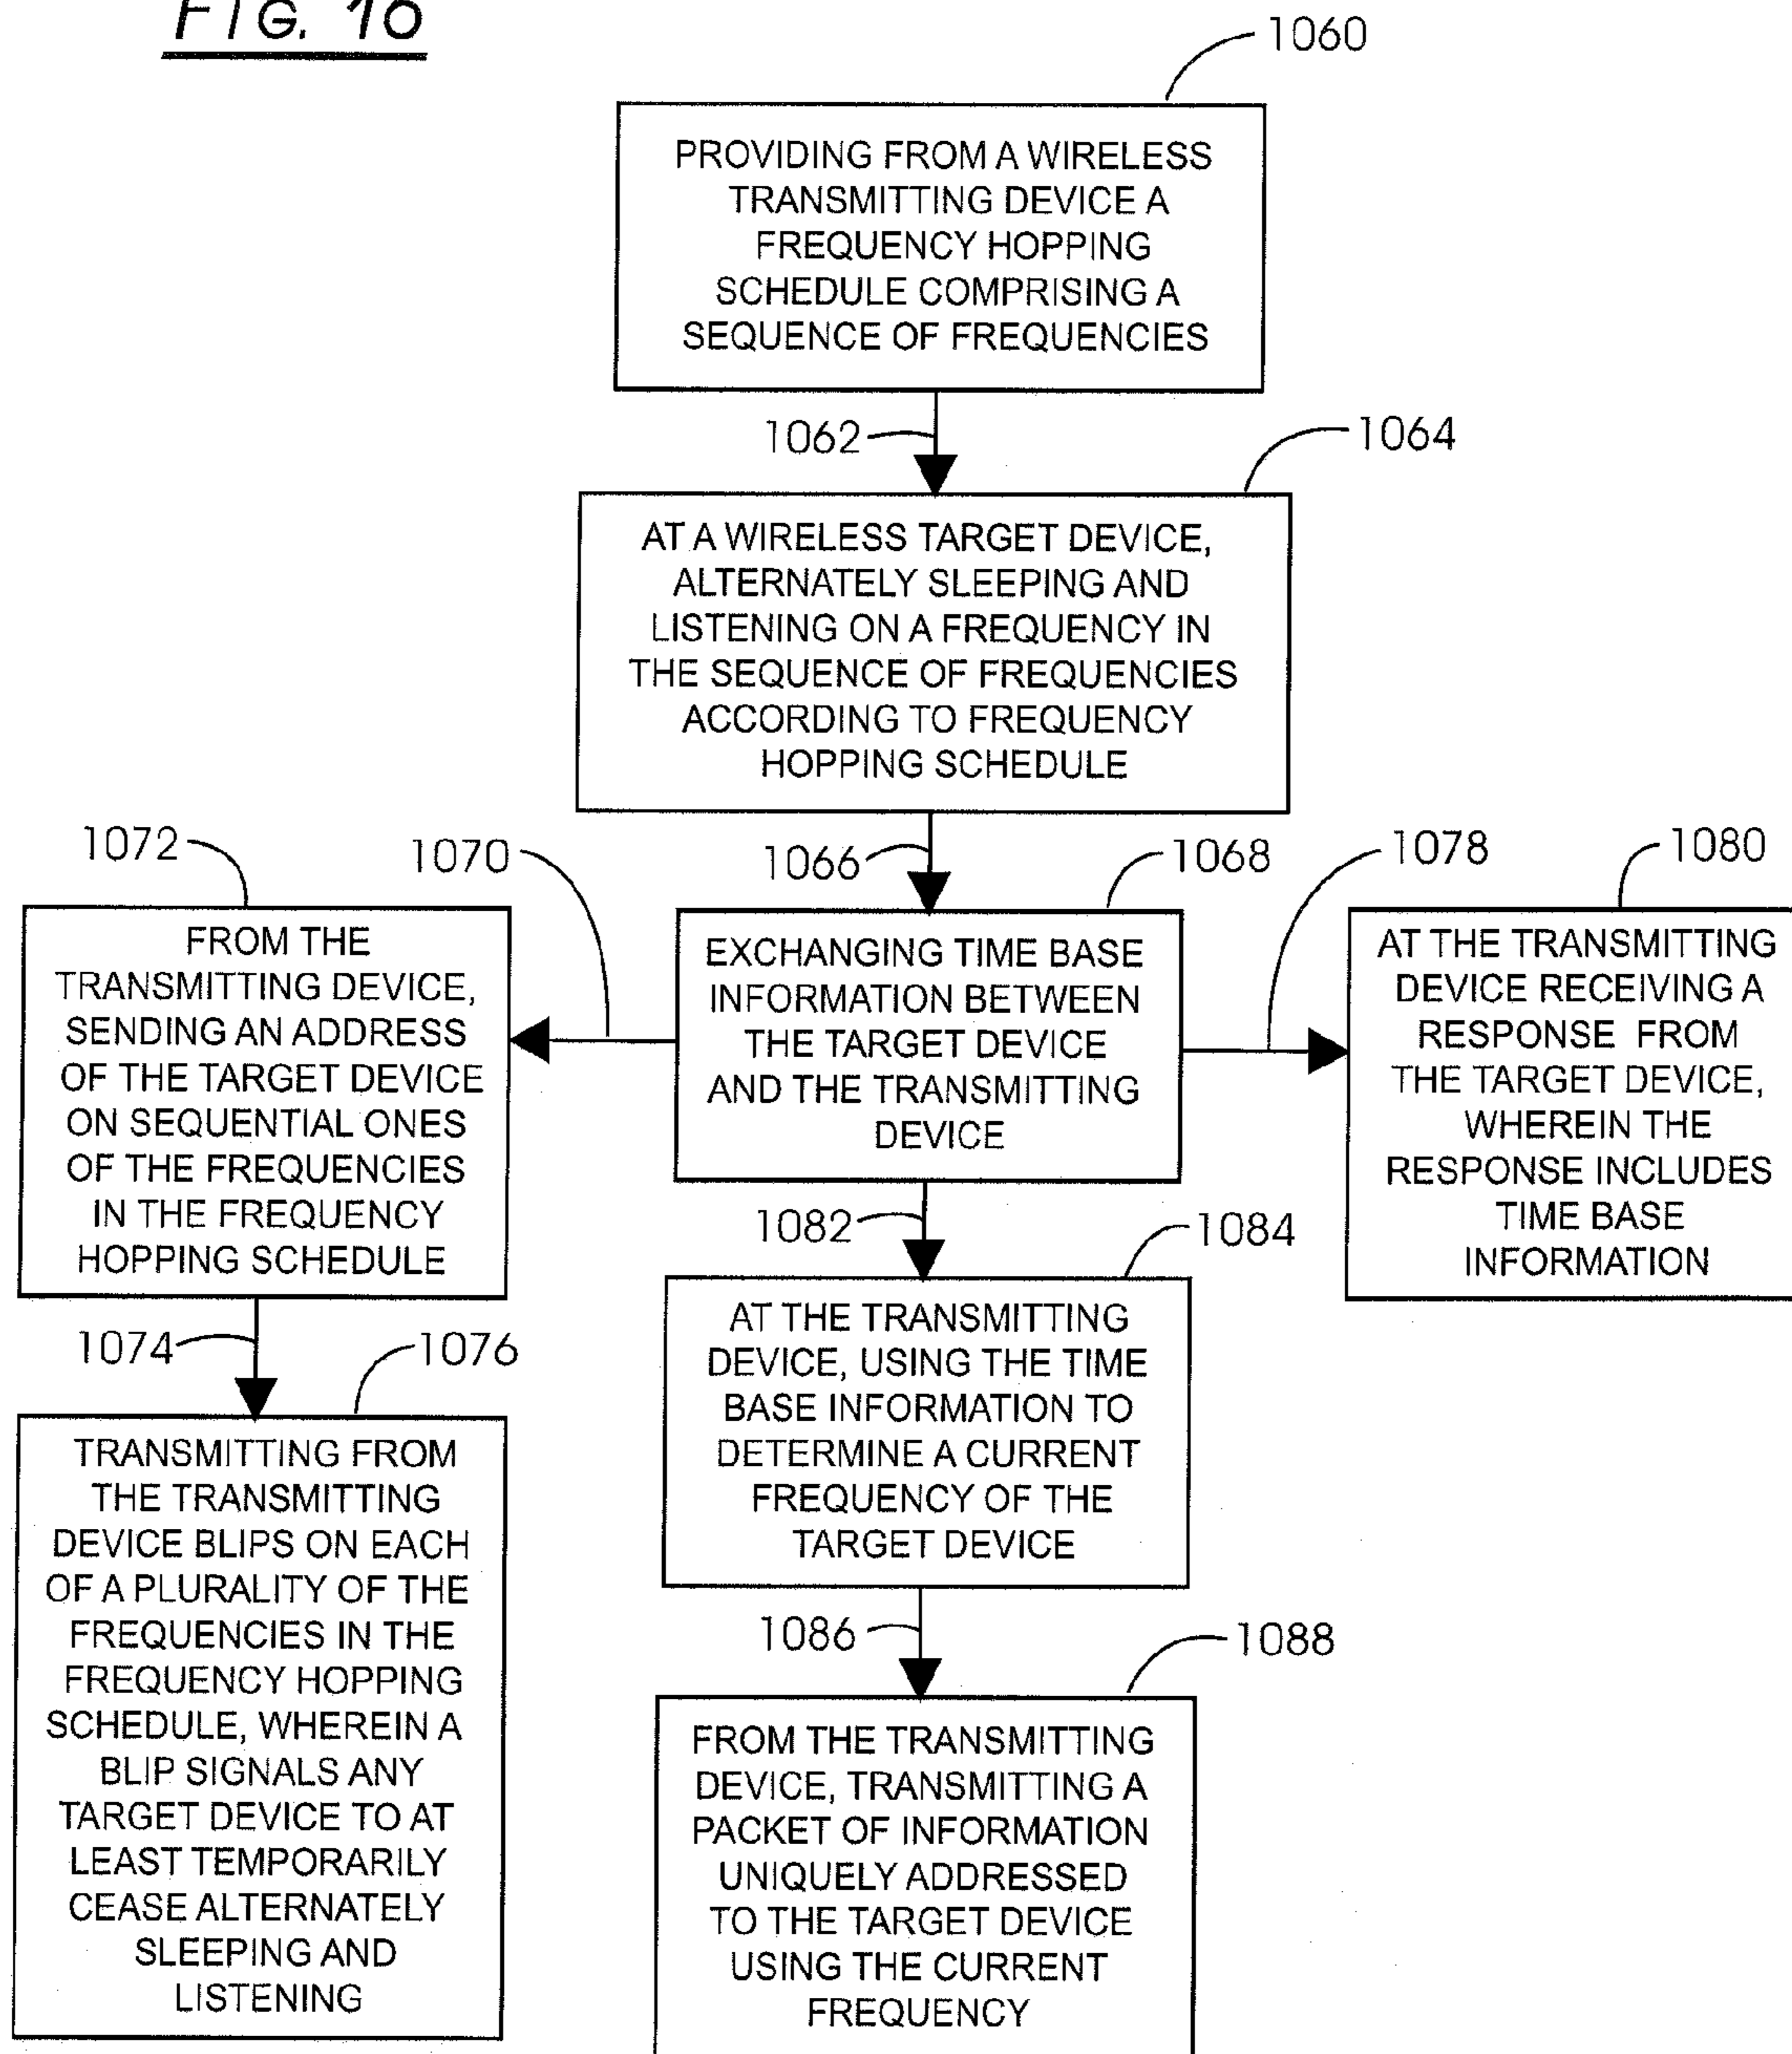 FIG. 10
1060
PROVIDING FROM A WIRELESS
TRANSMITTING DEVICE A
FREQUENCY HOPPING
SCHEDULE COMPRISING A
SEQUENCE OF FREQUENCIES
1062
1064
AT A WIRELESS TARGET DEVICE,
ALTERNATELY SLEEPING AND
LISTENING ON A FREQUENCY IN
THE SEQUENCE OF FREQUENCIES
ACCORDING TO FREQUENCY
HOPPING SCHEDULE
1072
1070
1066
1068
1078
1080
FROM THE
TRANSMITTING DEVICE,
SENDING AN ADDRESS
OF THE TARGET DEVICE
ON SEQUENTIAL ONES
OF THE FREQUENCIES
IN THE FREQUENCY
HOPPING SCHEDULE
EXCHANGING TIME BASE
INFORMATION BETWEEN
THE TARGET DEVICE
AND THE TRANSMITTING
DEVICE
AT THE TRANSMITTING
DEVICE RECEIVING A
RESPONSE FROM
THE TARGET DEVICE,
WHEREIN THE
RESPONSE INCLUDES
TIME BASE
INFORMATION
1082
1084
1074
1076
AT THE TRANSMITTING
DEVICE, USING THE TIME
BASE INFORMATION TO
DETERMINE A CURRENT
FREQUENCY OF THE
TARGET DEVICE
TRANSMITTING FROM
THE TRANSMITTING
DEVICE BLIPS ON EACH
OF A PLURALITY OF THE
FREQUENCIES IN THE
FREQUENCY HOPPING
SCHEDULE, WHEREIN A
BLIP SIGNALS ANY
TARGET DEVICE TO AT
LEAST TEMPORARILY
CEASE ALTERNATELY
SLEEPING AND
LISTENING
1086
1088
FROM THE TRANSMITTING
DEVICE, TRANSMITTING A
PACKET OF INFORMATION
UNIQUELY ADDRESSED
TO THE TARGET DEVICE
USING THE CURRENT
FREQUENCY